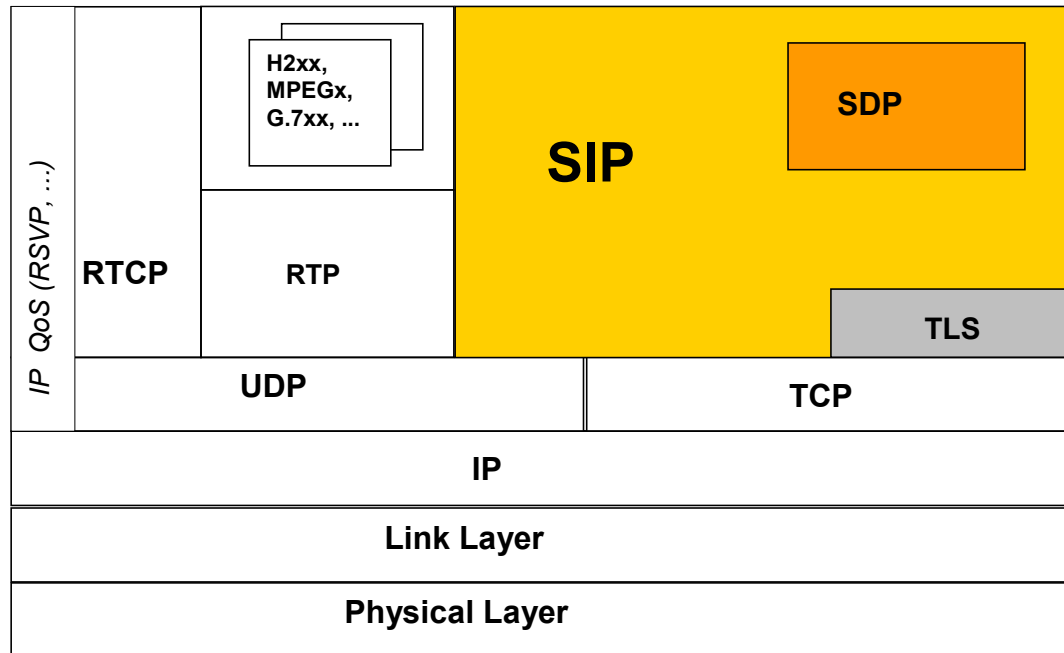 H2xx,
MPEGx,
G.7xx, ...
SDP
SIP
IP QoS (RSVP, ...)
RTCP
RTP
TLS
UDP
TCP
IP
Link Layer
Physical Layer